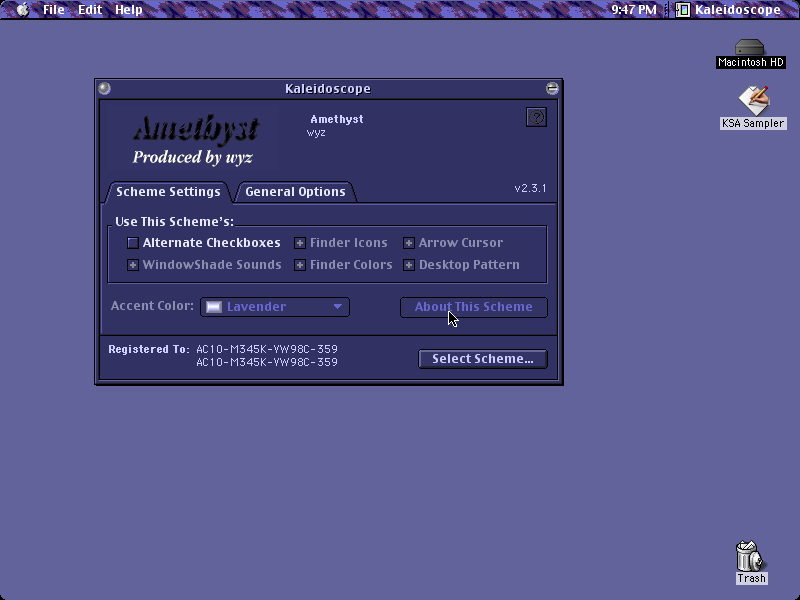 File Edit Help 9:47 PM Kaleidoscope
Macintosh HD
KSA Sampler
Kaleidoscope
Amethyst
Produced by wyz
Amethyst
wyz
?
v2.3.1
Scheme Settings General Options
Use This Scheme's:
Alternate Checkboxes Finder Icons Arrow Cursor
WindowShade Sounds Finder Colors Desktop Pattern
Accent Color: Lavender About This Scheme
Registered To: AC10-M345K-VW98C-359
AC10-M345K-VW98C-359
Select Scheme...
Trash